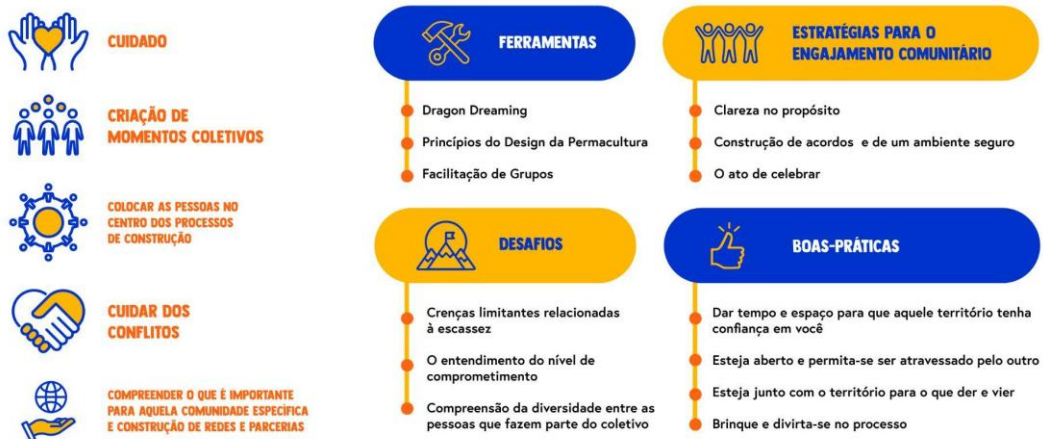 CUIDADO
CRIAÇÃO DE
MOMENTOS COLETIVOS
COLOCAR AS PESSOAS NO
CENTRO DOS PROCESSOS
DE CONSTRUÇÃO
CUIDAR DOS
CONFLITOS
COMPREENDER O QUE É IMPORTANTE
PARA AQUELA COMUNIDADE ESPECÍFICA
E CONSTRUÇÃO DE REDES E PARCERIAS
FERRAMENTAS
Dragon Dreaming
Princípios do Design da Permacultura
Facilitação de Grupos
ESTRATÉGIAS PARA O
ENGAJAMENTO COMUNITÁRIO
Clareza no propósito
Construção de acordos e de um ambiente seguro
O ato de celebrar
DESAFIOS
Crenças limitantes relacionadas
à escassez
O entendimento do nível de
comprometimento
Compreensão da diversidade entre as
pessoas que fazem parte do coletivo
BOAS-PRÁTICAS
Dar tempo e espaço para que aquele território tenha
confiança em você
Esteja aberto e permita-se ser atravessado pelo outro
Esteja junto com o território para o que der e vier
Brinque e divirta-se no processo